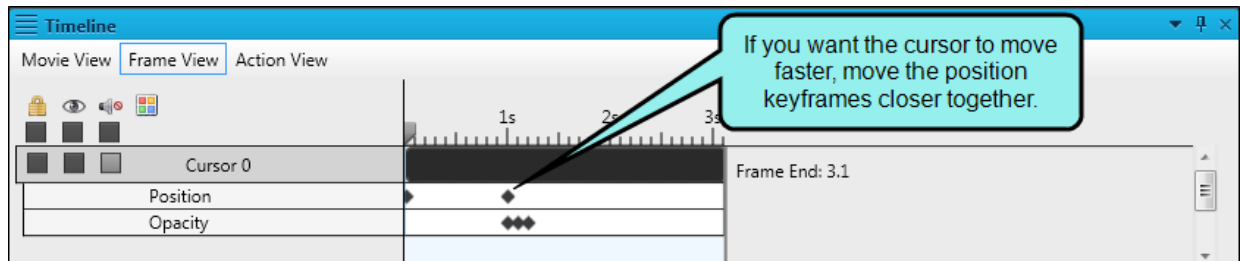 Timeline
Movie View Frame View Action View
If you want the cursor to move
faster, move the position
keyframes closer together.
1s 2s 3s
Cursor 0
Frame End: 3.1
Position
Opacity